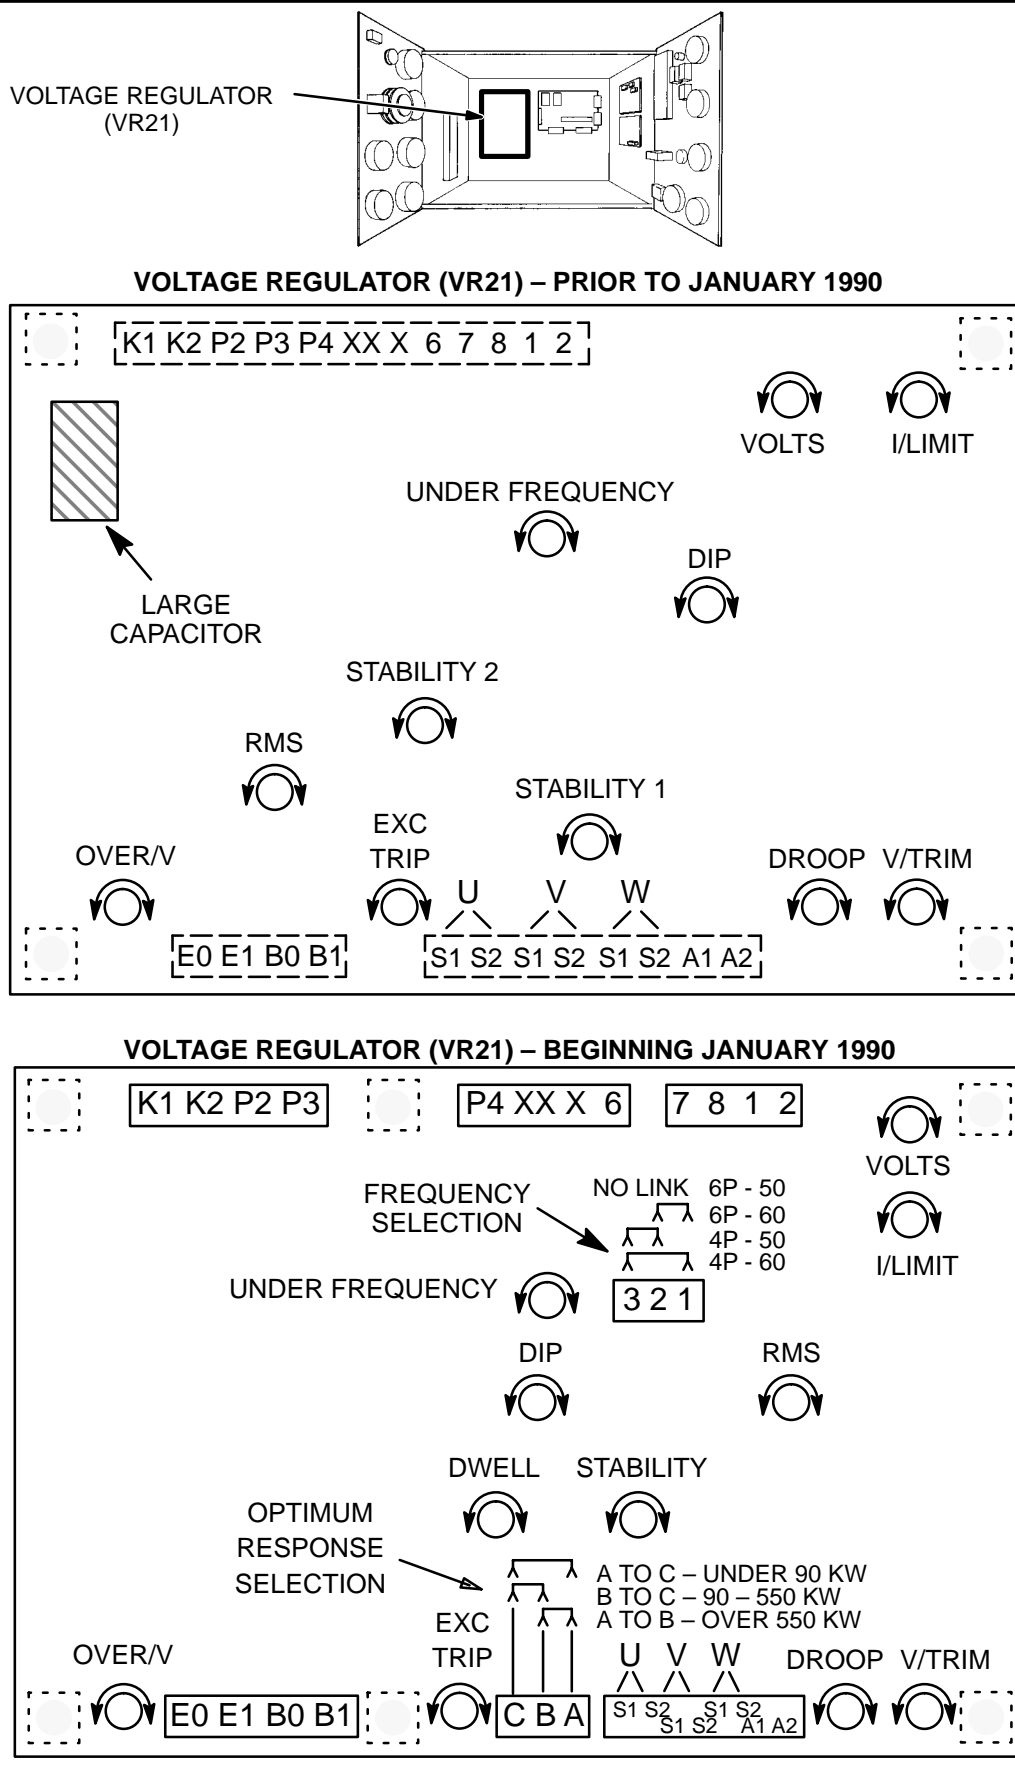 VOLTAGE REGULATOR
(VR21)
VOLTAGE REGULATOR (VR21) – PRIOR TO JANUARY 1990
K1 K2 P2 P3 P4 XX X 6 7 8 1 2
VOLTS
I/LIMIT
UNDER FREQUENCY
DIP
LARGE
CAPACITOR
STABILITY 2
RMS
STABILITY 1
EXC
TRIP
OVER/V
DROOP
V/TRIM
U V W
E0 E1 B0 B1
S1 S2 S1 S2 S1 S2 A1 A2
VOLTAGE REGULATOR (VR21) – BEGINNING JANUARY 1990
K1 K2 P2 P3
P4 XX X 6
7 8 1 2
VOLTS
FREQUENCY
SELECTION
NO LINK 6P - 50
6P - 60
4P - 50
4P - 60
I/LIMIT
UNDER FREQUENCY
3 2 1
DIP
RMS
DWELL
STABILITY
OPTIMUM
RESPONSE
SELECTION
A TO C – UNDER 90 KW
B TO C – 90 – 550 KW
A TO B – OVER 550 KW
EXC
TRIP
OVER/V
U V W
DROOP
V/TRIM
E0 E1 B0 B1
C B A
S1 S2 S1 S2
S1 S2 A1 A2